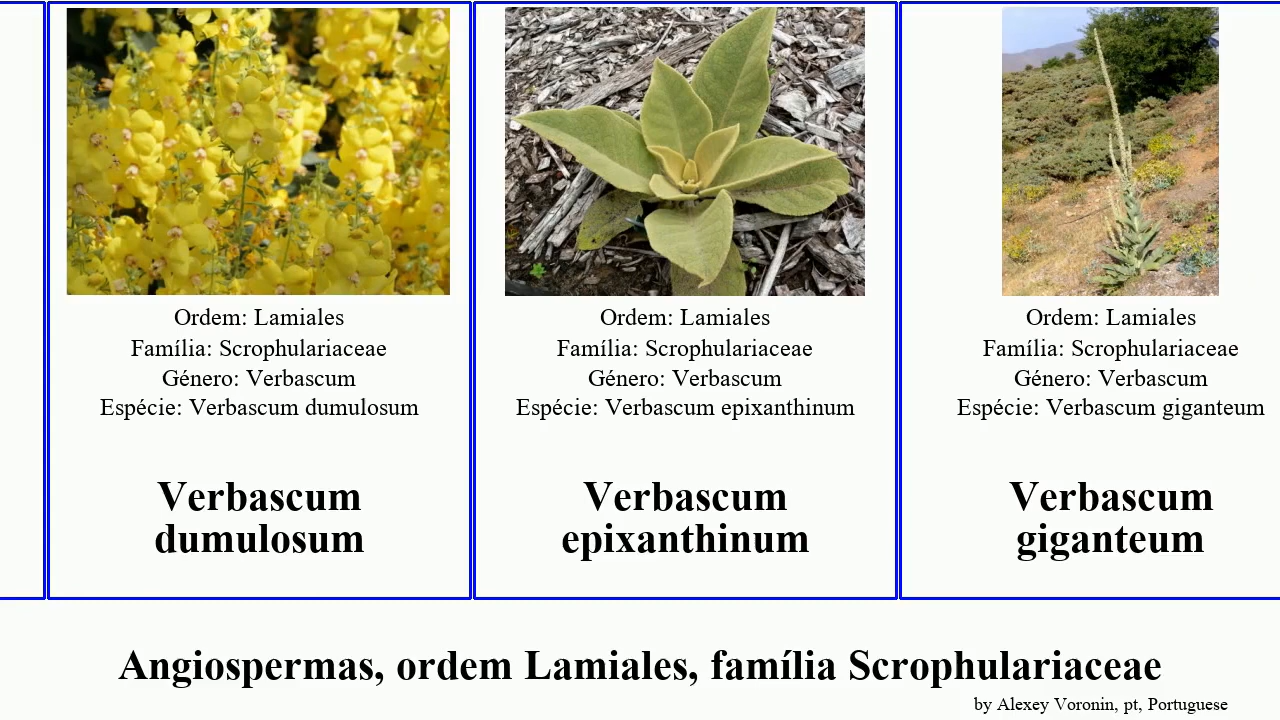 Ordem: Lamiales
Família: Scrophulariaceae
Género: Verbascum
Espécie: Verbascum dumulosum
Verbascum
dumulosum
Ordem: Lamiales
Família: Scrophulariaceae
Género: Verbascum
Espécie: Verbascum epixanthinum
Verbascum
epixanthinum
Ordem: Lamiales
Família: Scrophulariaceae
Género: Verbascum
Espécie: Verbascum giganteum
Verbascum
giganteum
Angiospermas, ordem Lamiales, família Scrophulariaceae
by Alexey Voronin, pt, Portuguese